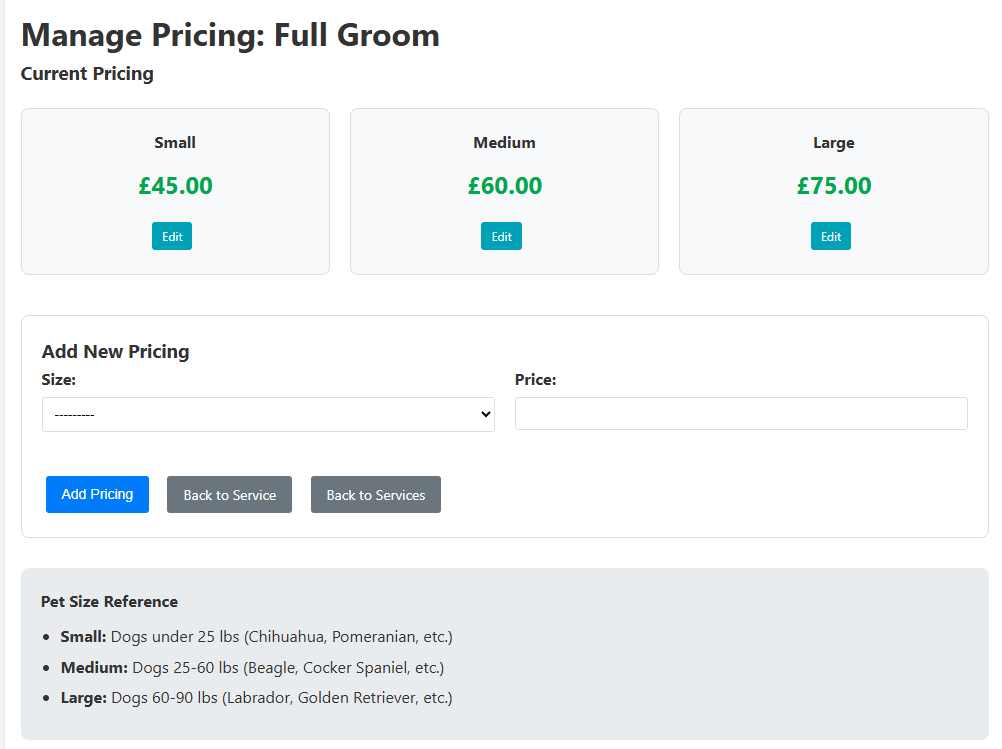 Manage Pricing: Full Groom
Current Pricing
Small
Medium
Large
£45.00
£60.00
£75.00
Edit
Edit
Edit
Add New Pricing
Size:
Price:
---------
Add Pricing
Back to Service
Back to Services
Pet Size Reference
Small: Dogs under 25 lbs (Chihuahua, Pomeranian, etc.)
Medium: Dogs 25-60 lbs (Beagle, Cocker Spaniel, etc.)
Large: Dogs 60-90 lbs (Labrador, Golden Retriever, etc.)